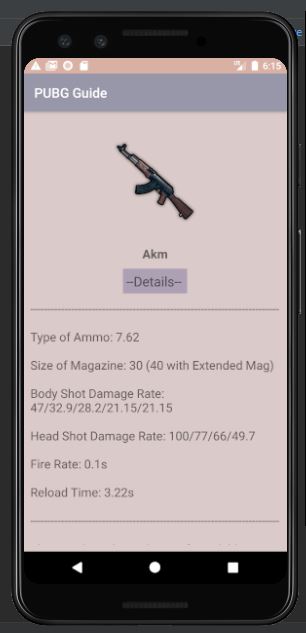 6:15
PUBG Guide
Akm
--Details--
Type of Ammo: 7.62
Size of Magazine: 30 (40 with Extended Mag)
Body Shot Damage Rate:
47/32.9/28.2/21.15/21.15
Head Shot Damage Rate: 100/77/66/49.7
Fire Rate: 0.1s
Reload Time: 3.22s